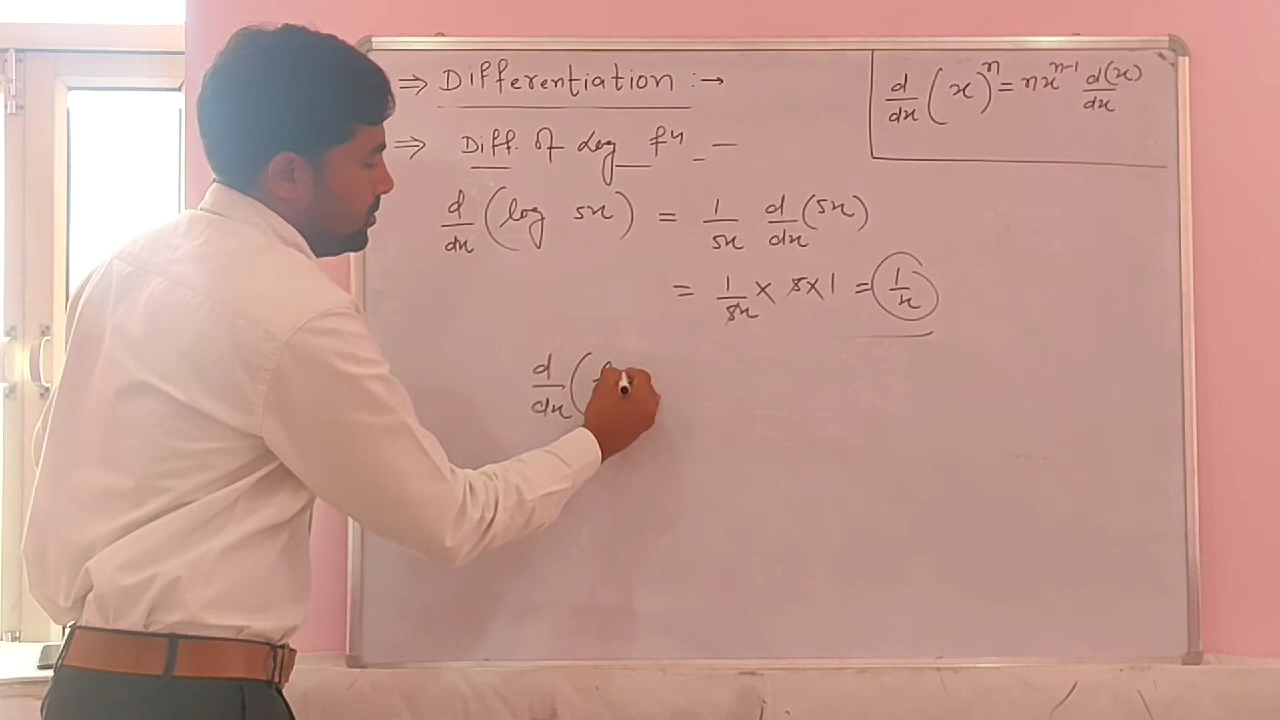 ⇒ Differentiation :→
d/dx (x)^n = nx^(n-1) d(x)/dx
⇒ Diff. of Log fⁿ —
d/dx (log 5x) = 1/5x d/dx (5x)
= 1/5x × 5×1 = 1/x
d/dx (